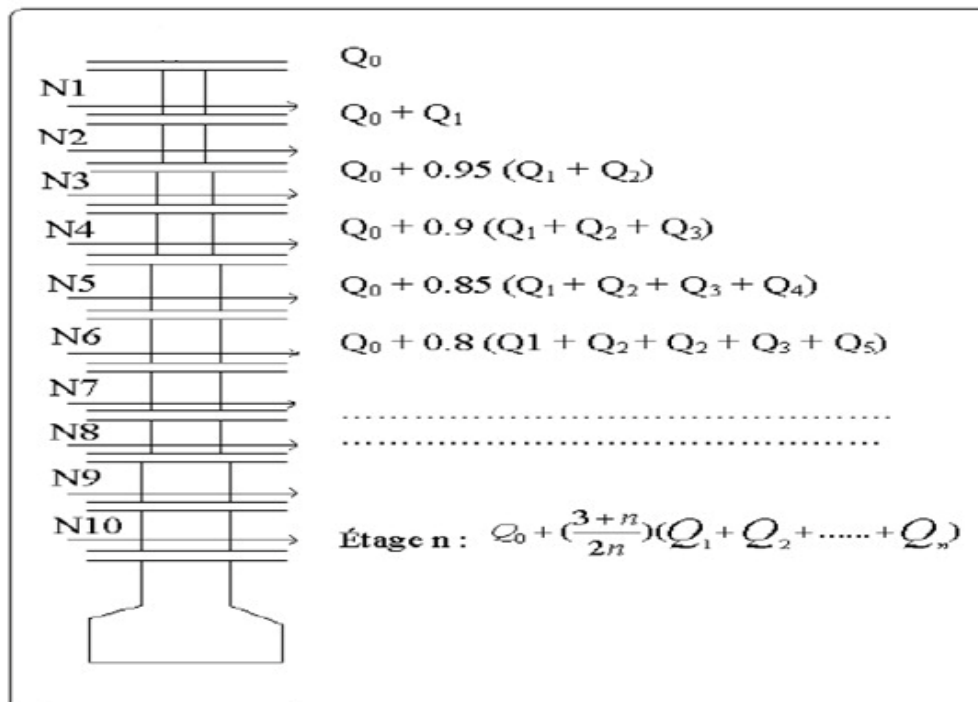 Q₀
N1
Q₀ + Q₁
N2
Q₀ + 0.95 (Q₁ + Q₂)
N3
Q₀ + 0.9 (Q₁ + Q₂ + Q₃)
N4
Q₀ + 0.85 (Q₁ + Q₂ + Q₃ + Q₄)
N5
Q₀ + 0.8 (Q1 + Q₂ + Q₂ + Q₃ + Q₅)
N6
N7
................................................
N8
................................................
N9
N10
Étage n : Q₀ + (3 + n / 2n)(Q₁ + Q₂ + ...... + Qₙ)